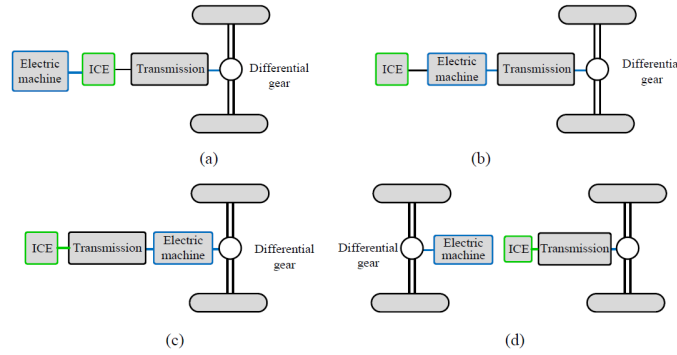 Electric
machine
ICE
Transmission
Differential
gear
(a)
ICE
Electric
machine
Transmission
Differential
gear
(b)
ICE
Transmission
Electric
machine
Differential
gear
(c)
Differential
gear
Electric
machine
ICE
Transmission
(d)